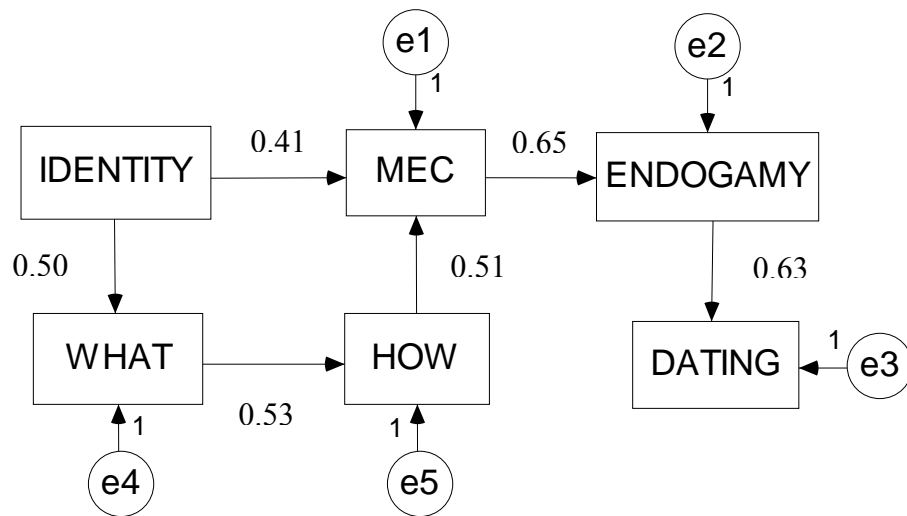 e1
e2
1
1
0.41
0.65
IDENTITY
MEC
ENDOGAMY
0.50
0.51
0.63
WHAT
HOW
DATING
1
e3
0.53
1
1
e4
e5